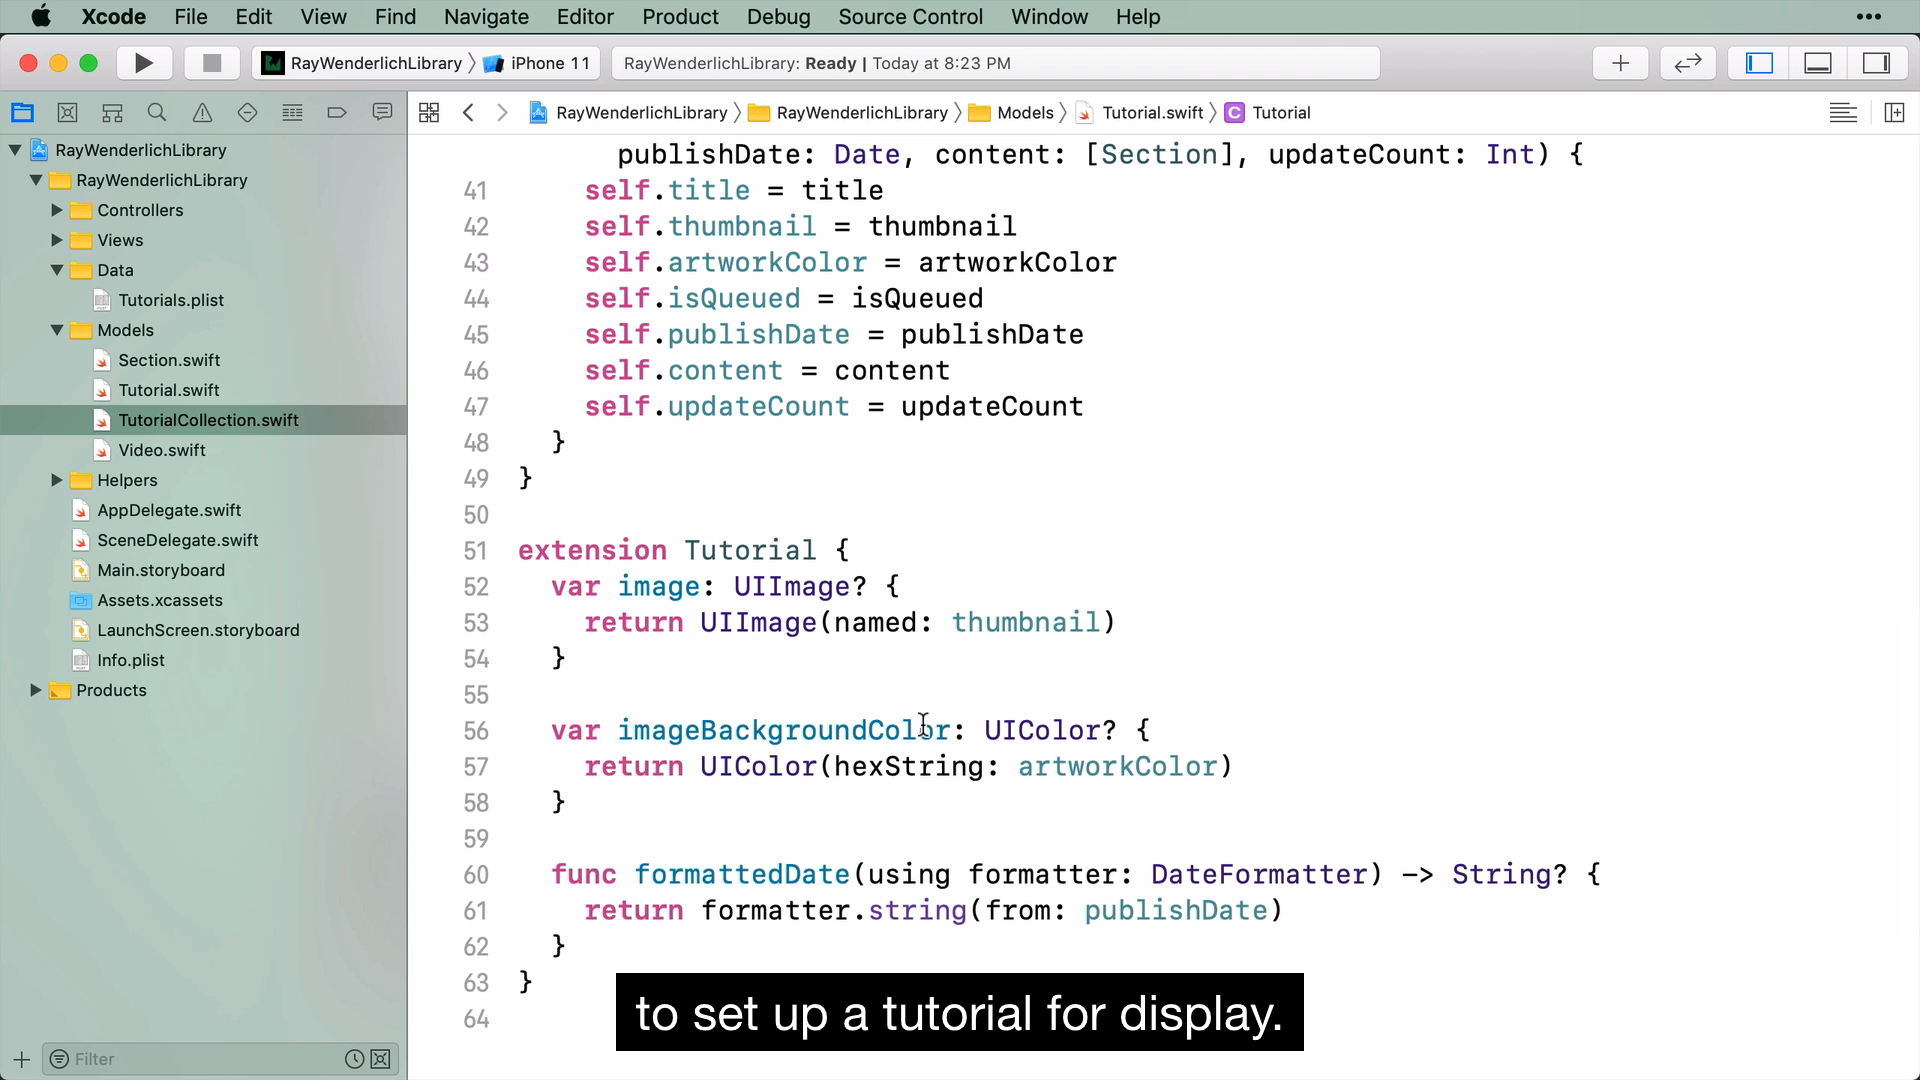 Xcode File Edit View Find Navigate Editor Product Debug Source Control Window Help •••
RayWenderlichLibrary 〉 iPhone 11
RayWenderlichLibrary: Ready | Today at 8:23 PM
RayWenderlichLibrary 〉 RayWenderlichLibrary 〉 Models 〉 Tutorial.swift 〉 C Tutorial
RayWenderlichLibrary
RayWenderlichLibrary
Controllers
Views
Data
Tutorials.plist
Models
Section.swift
Tutorial.swift
TutorialCollection.swift
Video.swift
Helpers
AppDelegate.swift
SceneDelegate.swift
Main.storyboard
Assets.xcassets
LaunchScreen.storyboard
Info.plist
Products
Filter
publishDate: Date, content: [Section], updateCount: Int) {
41 self.title = title
42 self.thumbnail = thumbnail
43 self.artworkColor = artworkColor
44 self.isQueued = isQueued
45 self.publishDate = publishDate
46 self.content = content
47 self.updateCount = updateCount
48 }
49 }
50
51 extension Tutorial {
52 var image: UIImage? {
53 return UIImage(named: thumbnail)
54 }
55
56 var imageBackgroundColor: UIColor? {
57 return UIColor(hexString: artworkColor)
58 }
59
60 func formattedDate(using formatter: DateFormatter) -> String? {
61 return formatter.string(from: publishDate)
62 }
63 }
64
to set up a tutorial for display.